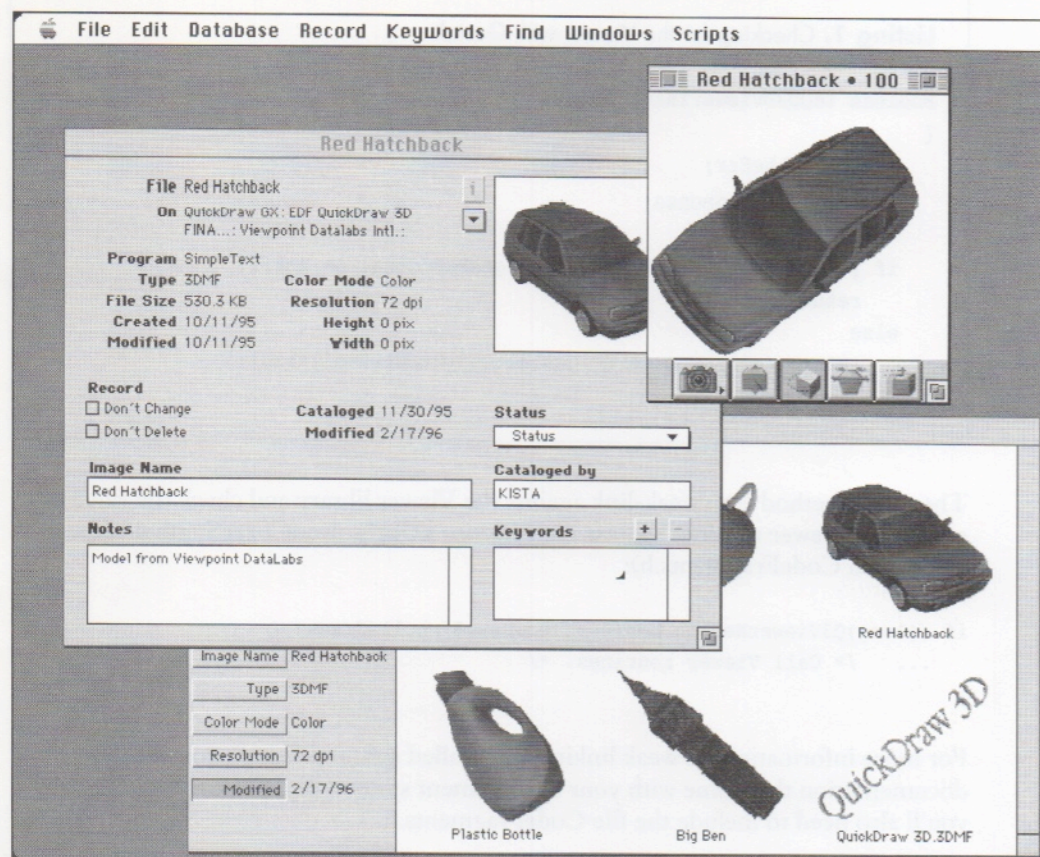 File Edit Database Record Keywords Find Windows Scripts
Red Hatchback • 100
Red Hatchback
File Red Hatchback
i
On QuickDraw GX: EDF QuickDraw 3D
FINA...: Viewpoint Datalabs Intl.:
Program SimpleText
Type 3DMF Color Mode Color
File Size 530.3 KB Resolution 72 dpi
Created 10/11/95 Height 0 pix
Modified 10/11/95 Width 0 pix
Record
Don't Change Cataloged 11/30/95 Status
Don't Delete Modified 2/17/96 Status
Image Name Cataloged by
Red Hatchback KISTA
Notes Keywords + -
Model from Viewpoint DataLabs
Red Hatchback
Image Name Red Hatchback
Type 3DMF
Color Mode Color
Resolution 72 dpi
Modified 2/17/96
QuickDraw 3D
Plastic Bottle Big Ben QuickDraw 3D.3DMF